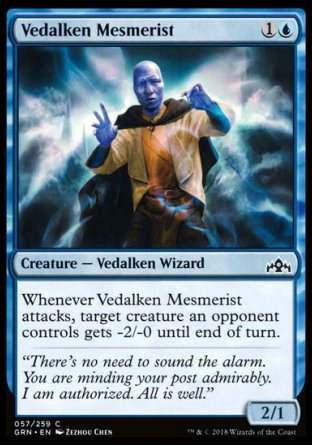 Vedalken Mesmerist 1
Creature — Vedalken Wizard
Whenever Vedalken Mesmerist
attacks, target creature an opponent
controls gets -2/-0 until end of turn.
“There’s no need to sound the alarm.
You are minding your post admirably.
I am authorized. All is well.”
2/1
057/259 C
GRN • EN Zezhou Chen
™ & © 2018 Wizards of the Coast